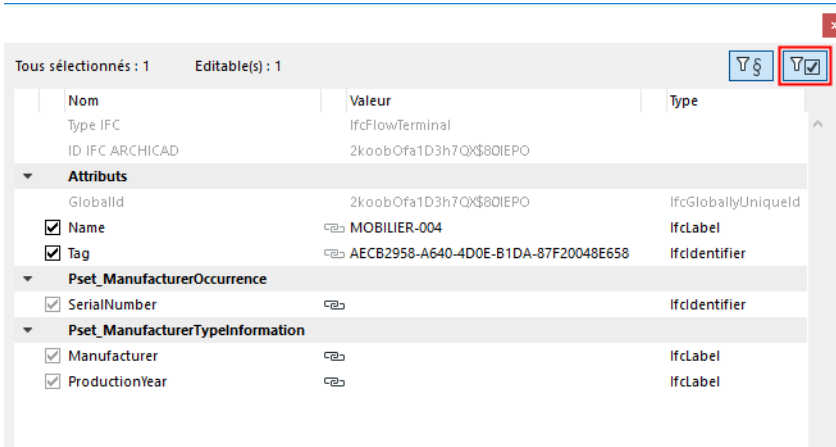 Tous sélectionnés : 1 Editable(s) : 1
Nom Valeur Type
Type IFC IfcFlowTerminal
ID IFC ARCHICAD 2koobOfa1D3h7QX$80IEPO
Attributs
GlobalId 2koobOfa1D3h7QX$80IEPO IfcGloballyUniqueId
Name MOBILIER-004 IfcLabel
Tag AECB2958-A640-4D0E-B1DA-87F20048E658 IfcIdentifier
Pset_ManufacturerOccurrence
SerialNumber IfcIdentifier
Pset_ManufacturerTypeInformation
Manufacturer IfcLabel
ProductionYear IfcLabel